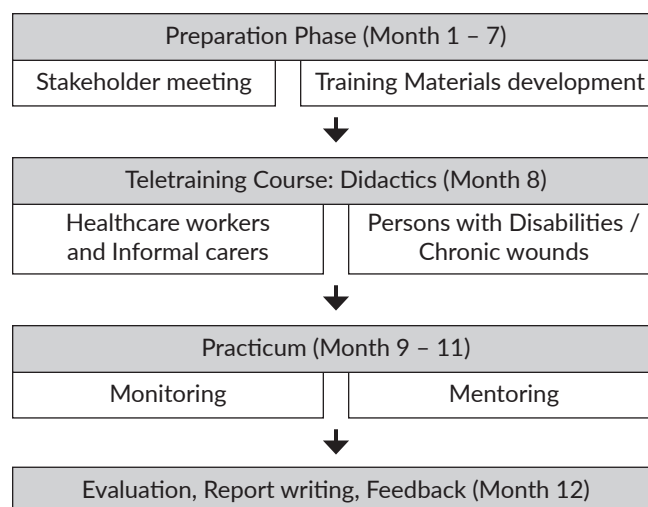 Preparation Phase (Month 1 – 7)
Stakeholder meeting
Training Materials development
Teletraining Course: Didactics (Month 8)
Healthcare workers
and Informal carers
Persons with Disabilities /
Chronic wounds
Practicum (Month 9 – 11)
Monitoring
Mentoring
Evaluation, Report writing, Feedback (Month 12)